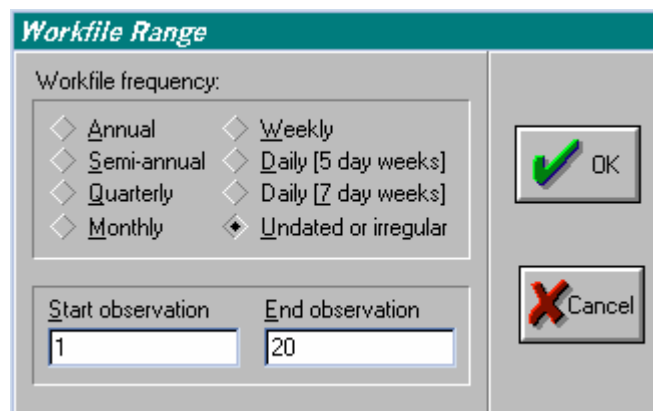 Workfile Range
Workfile frequency:
Annual
Semi-annual
Quarterly
Monthly
Weekly
Daily [5 day weeks]
Daily [7 day weeks]
Undated or irregular
Start observation
1
End observation
20
OK
Cancel